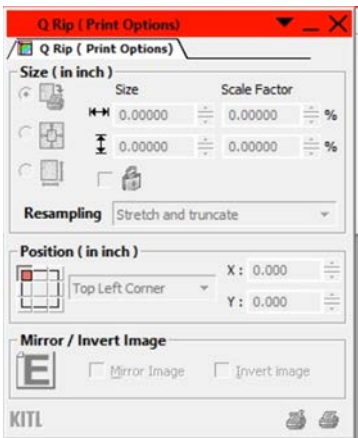 Q Rip ( Print Options)
Q Rip ( Print Options)
Size ( in inch )
Size Scale Factor
0.00000 0.00000 %
0.00000 0.00000 %
Resampling Stretch and truncate
Position ( in inch )
Top Left Corner X : 0.000
Y : 0.000
Mirror / Invert Image
E Mirror Image Invert image
KITL